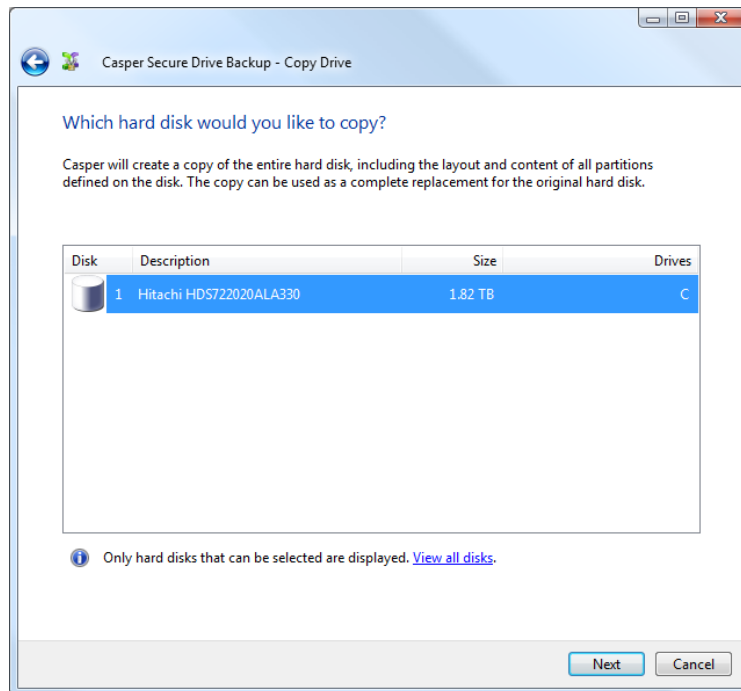 Casper Secure Drive Backup - Copy Drive
Which hard disk would you like to copy?
Casper will create a copy of the entire hard disk, including the layout and content of all partitions
defined on the disk. The copy can be used as a complete replacement for the original hard disk.
Disk Description Size Drives
1 Hitachi HDS722020ALA330 1.82 TB C
Only hard disks that can be selected are displayed. View all disks.
Next Cancel